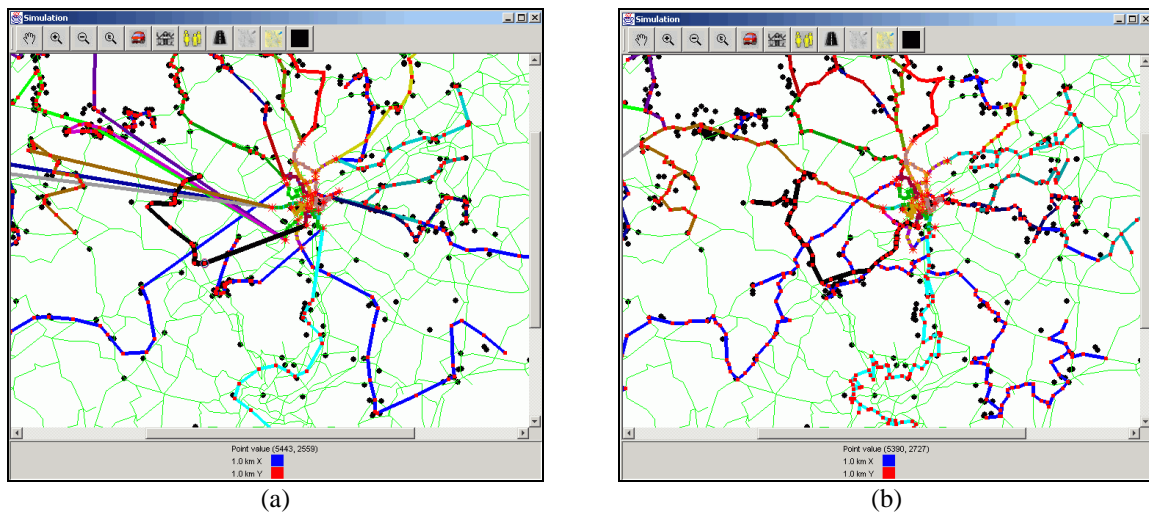 Simulation
Point value (5443, 2559)
1.0 km X
1.0 km Y
(a)
Simulation
Point value (5390, 2727)
1.0 km X
1.0 km Y
(b)